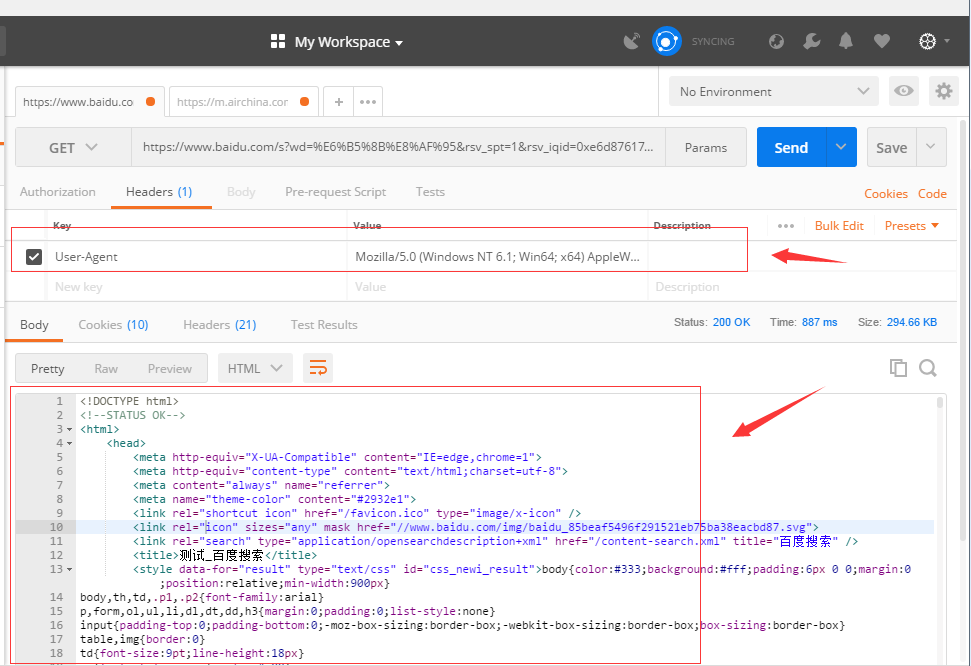 My Workspace
SYNCING
https://www.baidu.co
https://m.airchina.cor
+
•••
No Environment
GET
https://www.baidu.com/s?wd=%E6%B5%8B%E8%AF%95&rsv_spt=1&rsv_iqid=0xe6d87617...
Params
Send
Save
Authorization
Headers (1)
Body
Pre-request Script
Tests
Cookies
Code
Key
Value
Description
•••
Bulk Edit
Presets
User-Agent
Mozilla/5.0 (Windows NT 6.1; Win64; x64) AppleW...
New key
Value
Description
Body
Cookies (10)
Headers (21)
Test Results
Status: 200 OK
Time: 887 ms
Size: 294.66 KB
Pretty
Raw
Preview
HTML
1 <!DOCTYPE html>
2 <!--STATUS OK-->
3 <html>
4 <head>
5 <meta http-equiv="X-UA-Compatible" content="IE=edge,chrome=1">
6 <meta http-equiv="content-type" content="text/html;charset=utf-8">
7 <meta content="always" name="referrer">
8 <meta name="theme-color" content="#2932e1">
9 <link rel="shortcut icon" href="/favicon.ico" type="image/x-icon" />
10 <link rel="icon" sizes="any" mask href="//www.baidu.com/img/baidu_85beaf5496f291521eb75ba38eacbd87.svg">
11 <link rel="search" type="application/opensearchdescription+xml" href="/content-search.xml" title="百度搜索" />
12 <title>测试_百度搜索</title>
13 <style data-for="result" type="text/css" id="css_newi_result">body{color:#333;background:#fff;padding:6px 0 0;margin:0
;position:relative;min-width:900px}
14 body,th,td,.p1,.p2{font-family:arial}
15 p,form,ol,ul,li,dl,dt,dd,h3{margin:0;padding:0;list-style:none}
16 input{padding-top:0;padding-bottom:0;-moz-box-sizing:border-box;-webkit-box-sizing:border-box;box-sizing:border-box}
17 table,img{border:0}
18 td{font-size:9pt;line-height:18px}